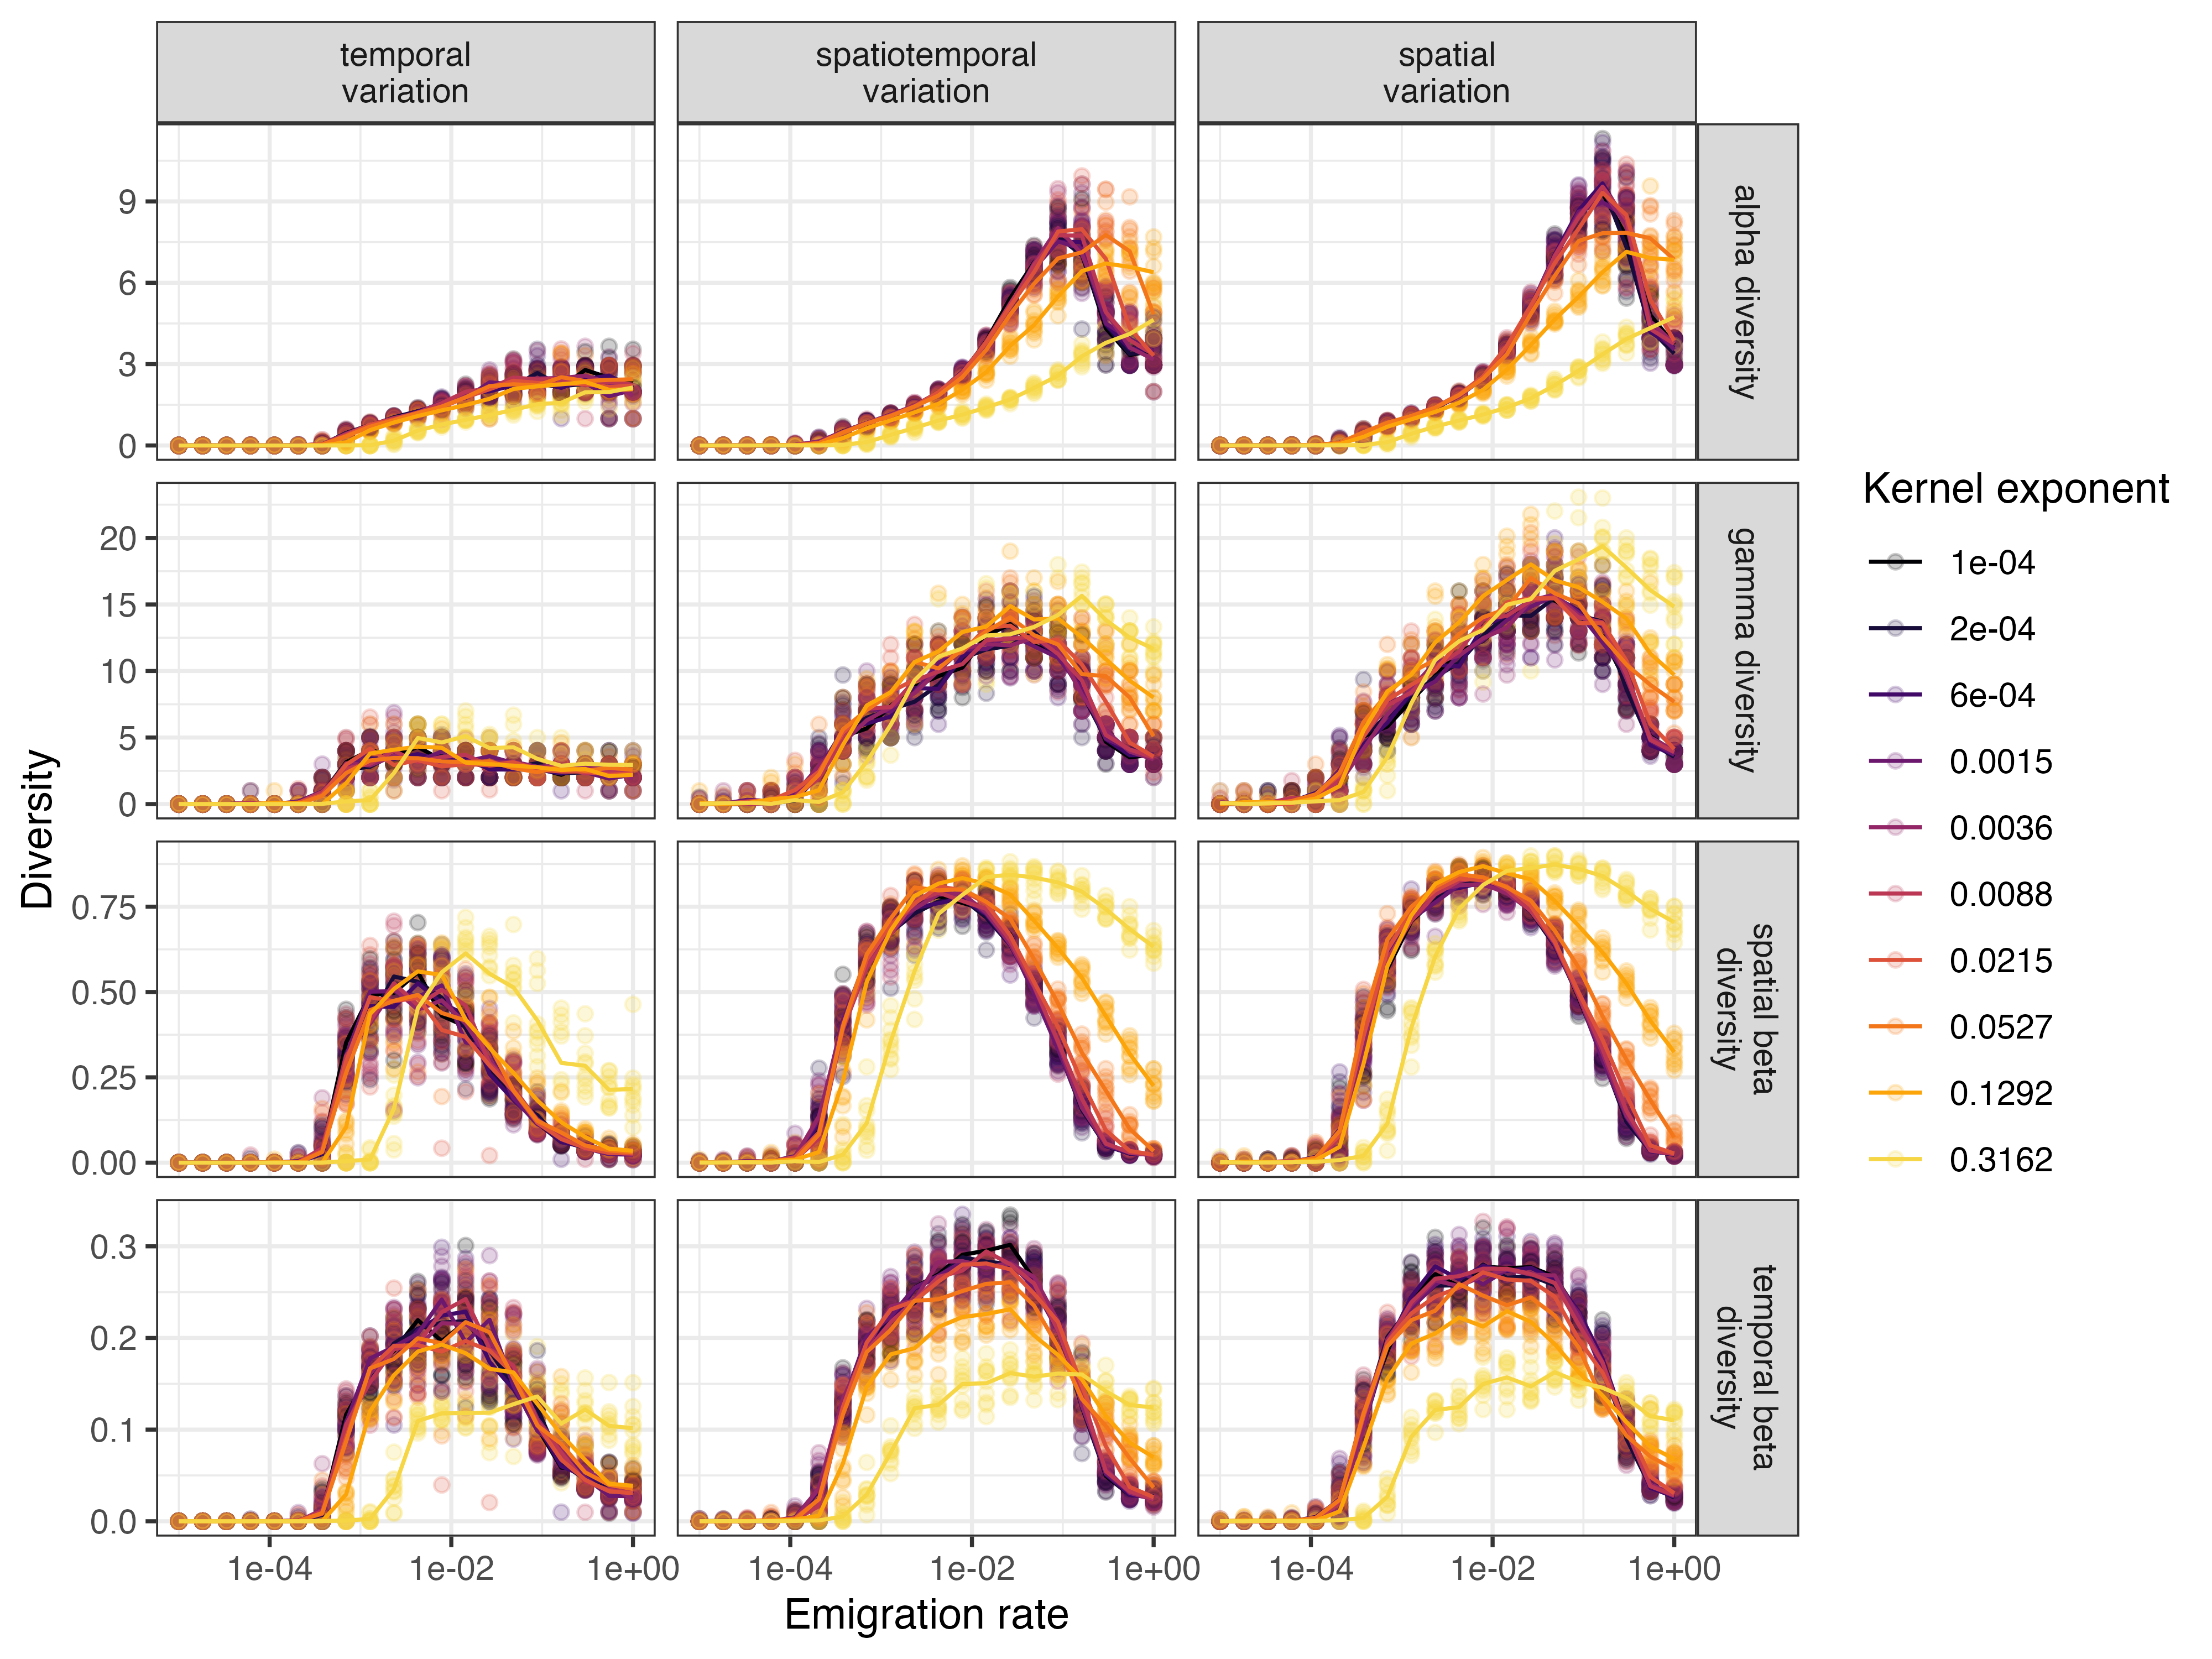 temporal
variation
spatiotemporal
variation
spatial
variation
9
6
3
0
alpha diversity
20
15
10
5
0
gamma diversity
0.75
0.50
0.25
0.00
spatial beta
diversity
0.3
0.2
0.1
0.0
temporal beta
diversity
1e-04 1e-02 1e+00 1e-04 1e-02 1e+00 1e-04 1e-02 1e+00
Emigration rate
Diversity
Kernel exponent
1e-04
2e-04
6e-04
0.0015
0.0036
0.0088
0.0215
0.0527
0.1292
0.3162